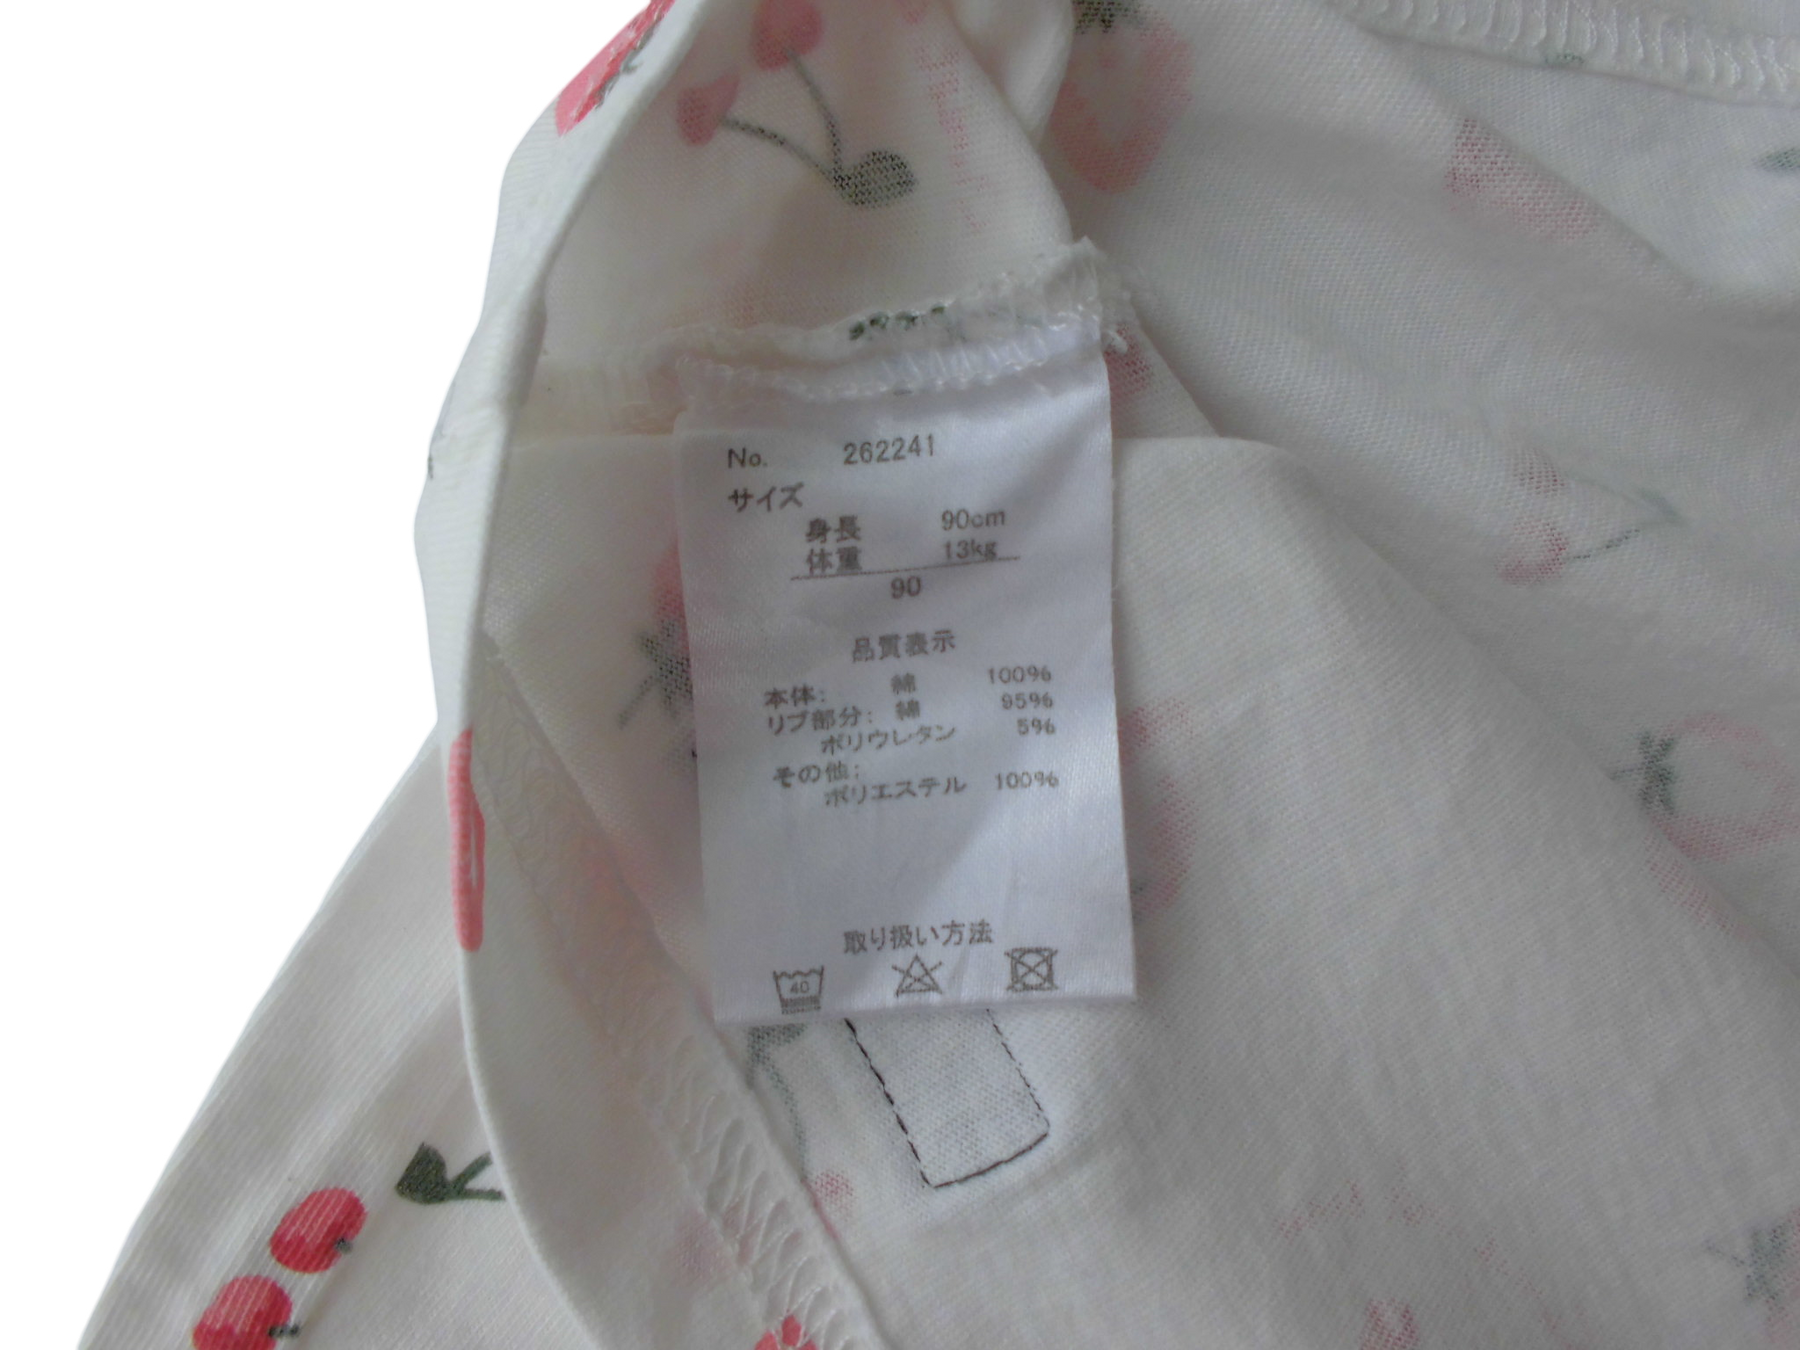 No. 262241
サイズ
身長 90cm
体重 13kg
90
品質表示
本体: 綿 100%
リブ部分: 綿 95%
ポリウレタン 5%
その他:
ポリエステル 100%
取り扱い方法
40